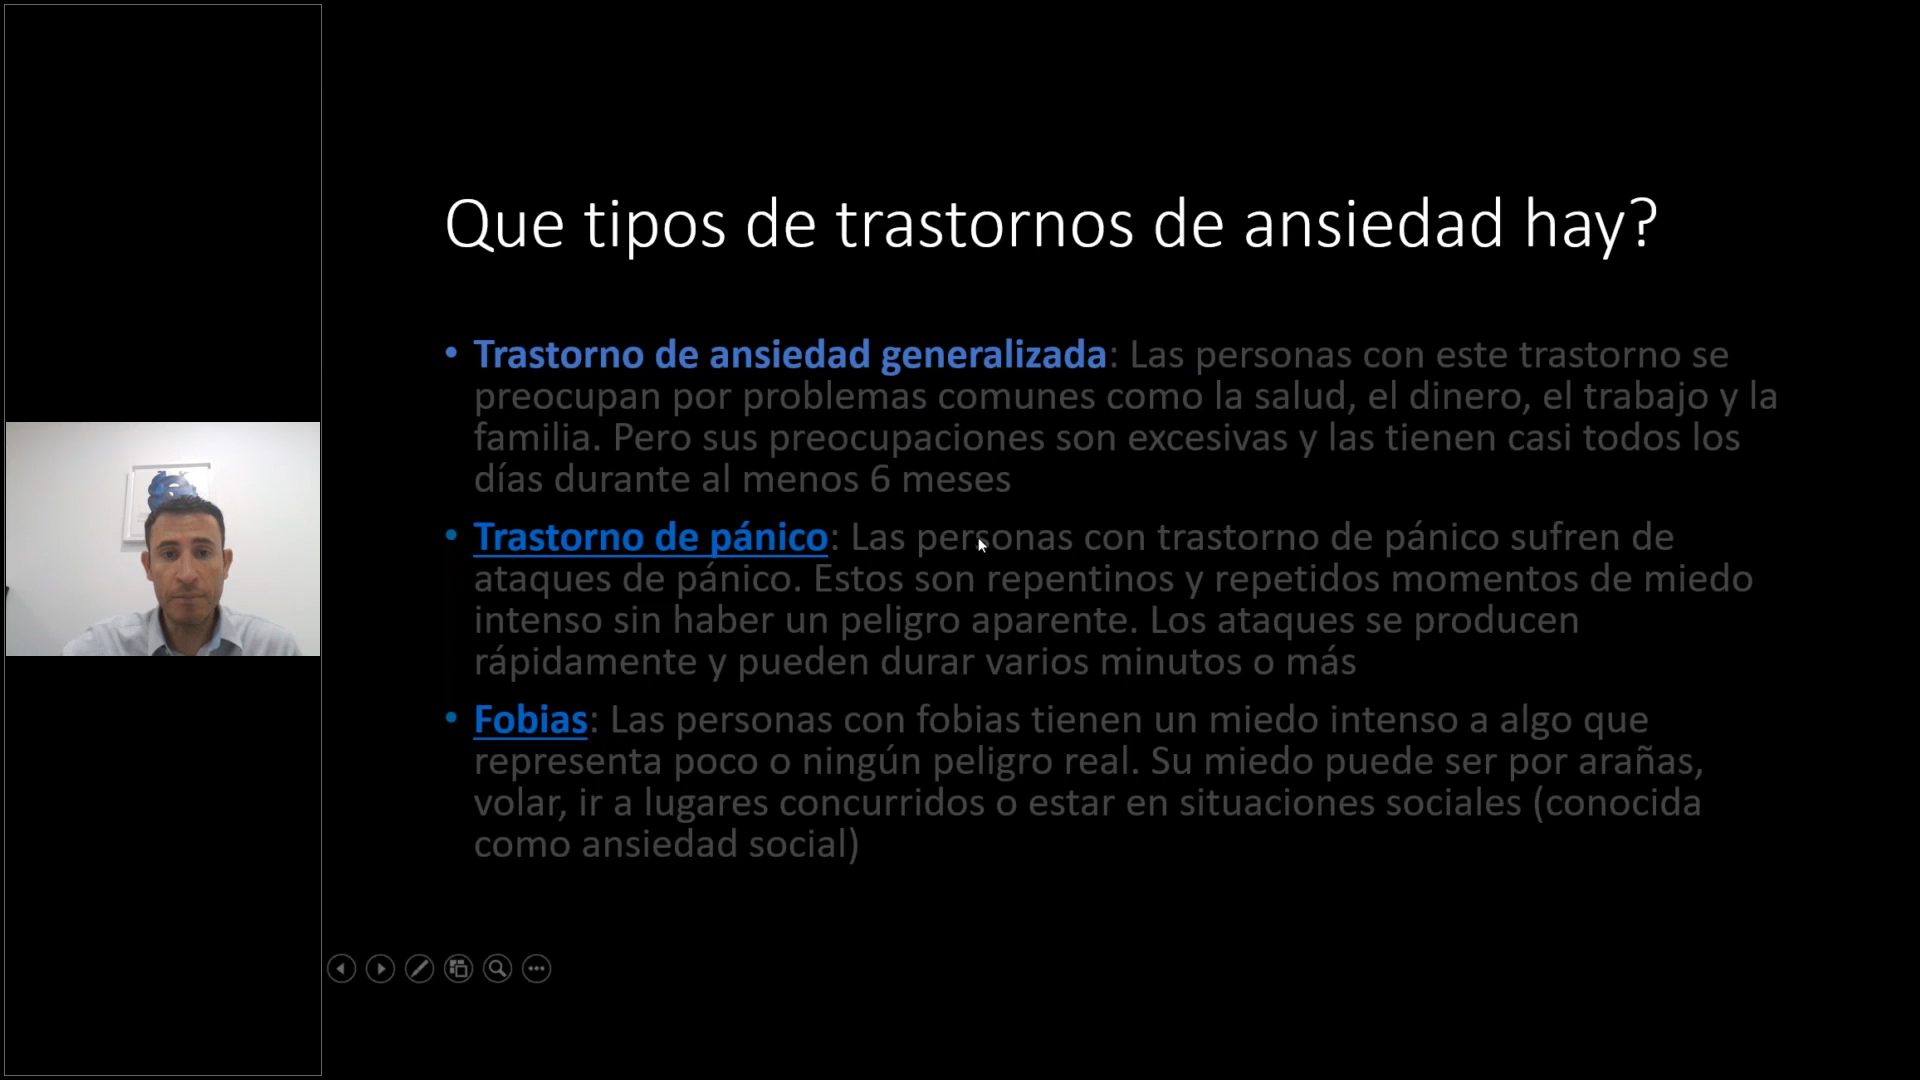 Que tipos de trastornos de ansiedad hay?
• Trastorno de ansiedad generalizada: Las personas con este trastorno se
preocupan por problemas comunes como la salud, el dinero, el trabajo y la
familia. Pero sus preocupaciones son excesivas y las tienen casi todos los
días durante al menos 6 meses
• Trastorno de pánico: Las personas con trastorno de pánico sufren de
ataques de pánico. Estos son repentinos y repetidos momentos de miedo
intenso sin haber un peligro aparente. Los ataques se producen
rápidamente y pueden durar varios minutos o más
• Fobias: Las personas con fobias tienen un miedo intenso a algo que
representa poco o ningún peligro real. Su miedo puede ser por arañas,
volar, ir a lugares concurridos o estar en situaciones sociales (conocida
como ansiedad social)